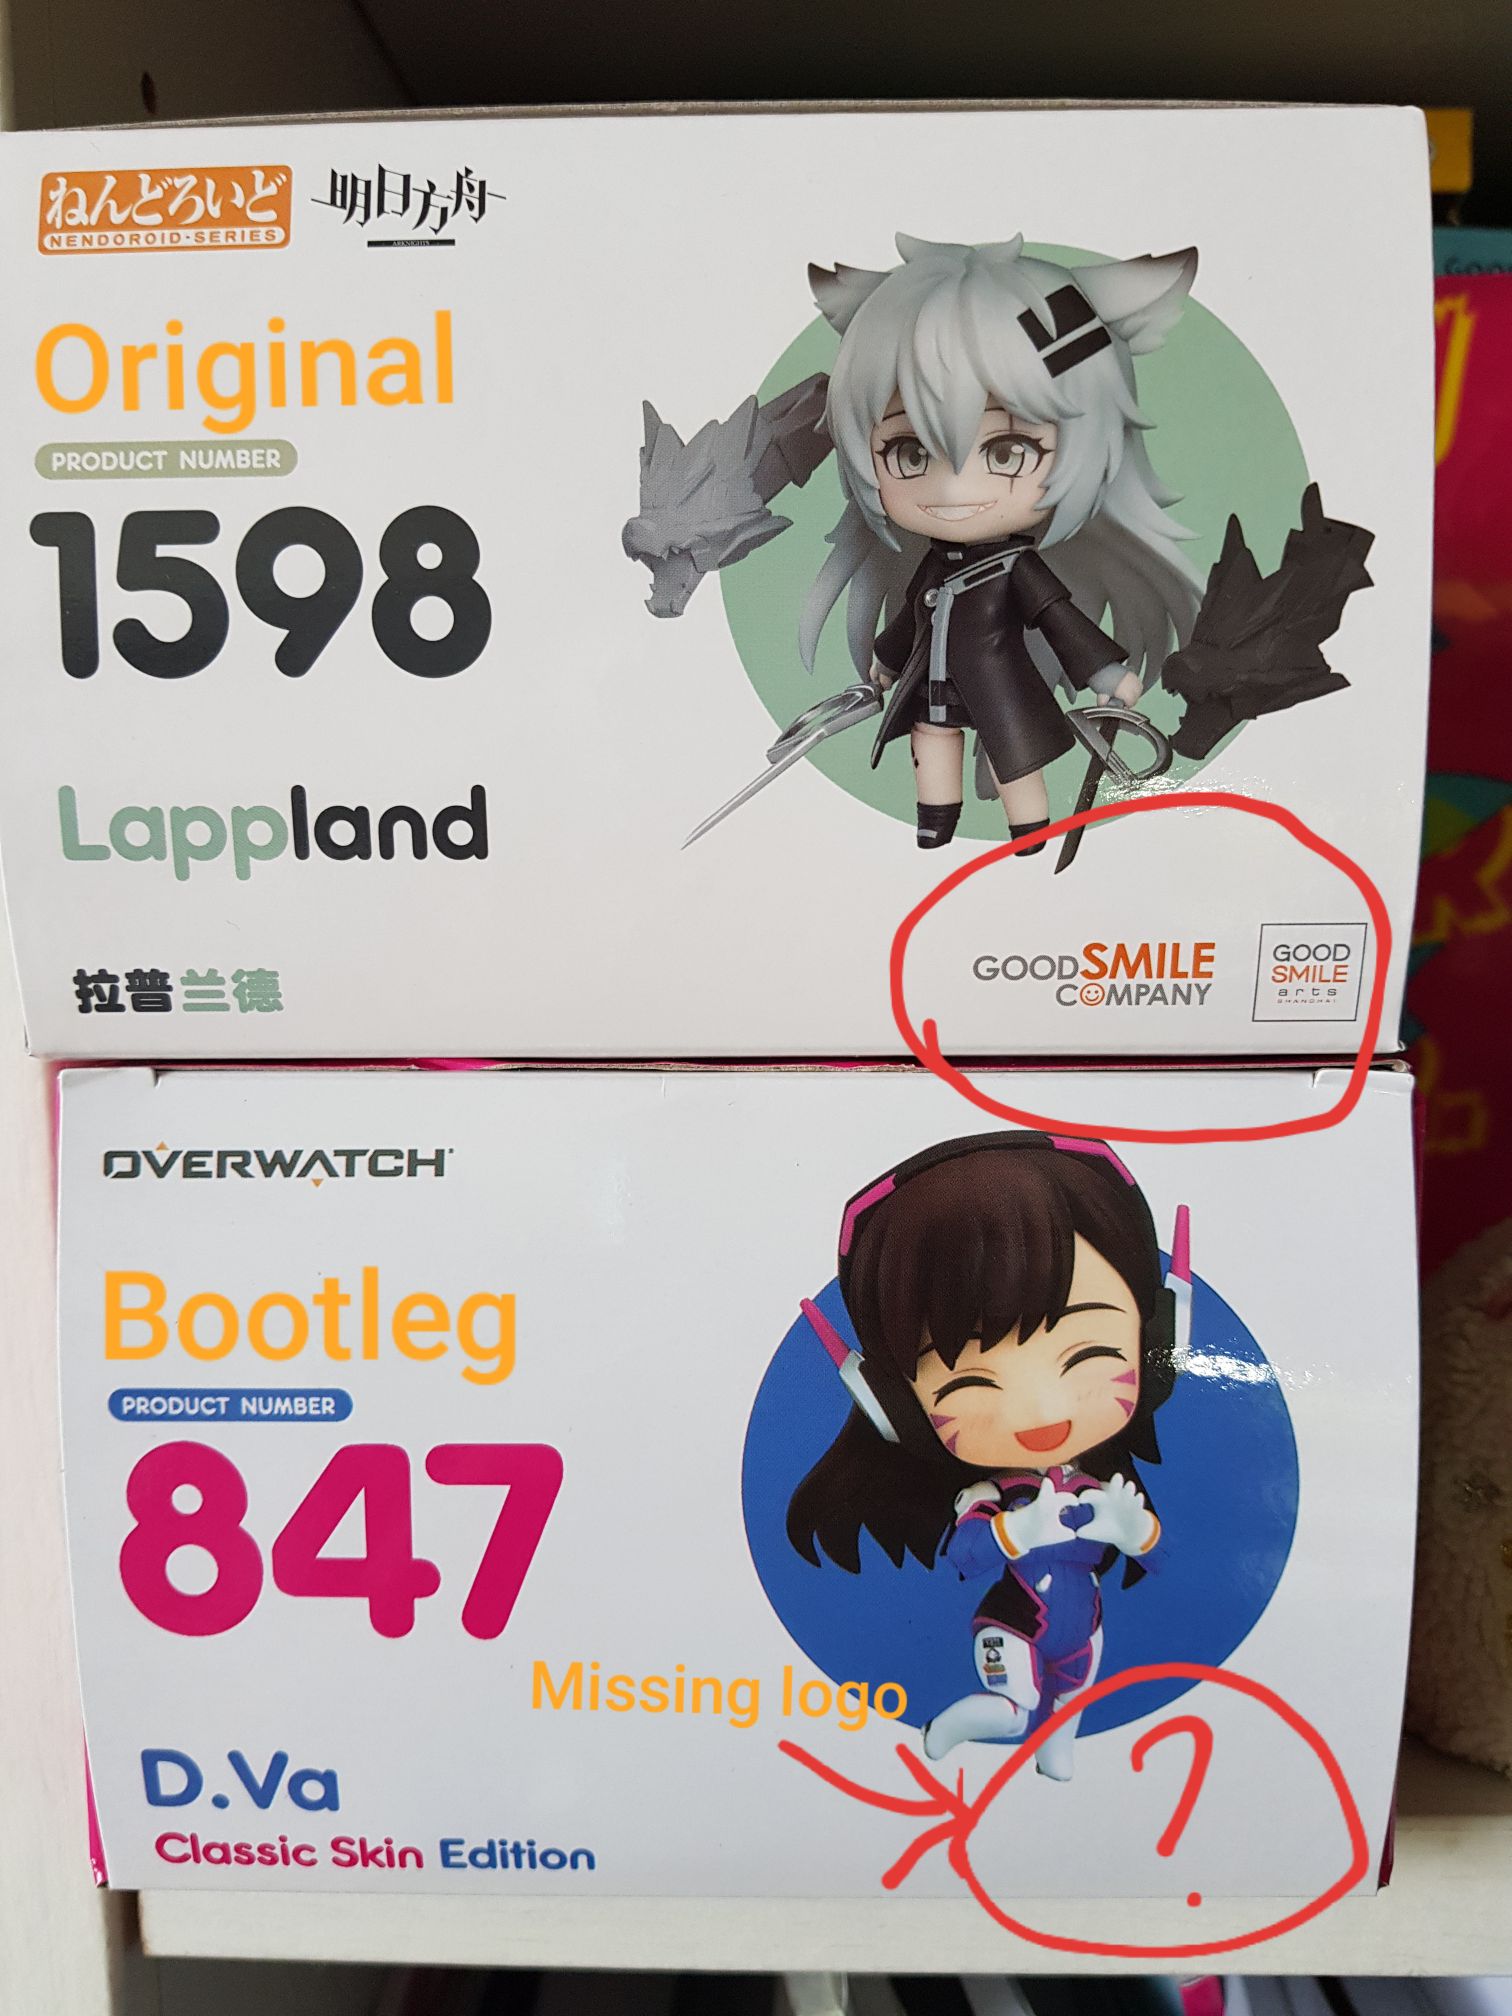 ねんどろいど
NENDOROID·SERIES
明日方舟
ARKNIGHTS
Original
PRODUCT NUMBER
1598
Lappland
拉普兰德
GOODSMILE
COMPANY
GOOD
SMILE
arts
SHANGHAI
OVERWATCH
Bootleg
PRODUCT NUMBER
847
Missing logo
?
D.Va
Classic Skin Edition